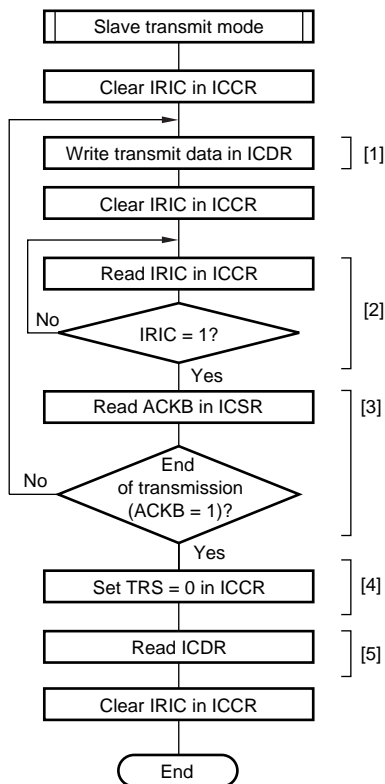 Slave transmit mode
Clear IRIC in ICCR
Write transmit data in ICDR
[1]
Clear IRIC in ICCR
Read IRIC in ICCR
[2]
No
IRIC = 1?
Yes
Read ACKB in ICSR
[3]
No
End
of transmission
(ACKB = 1)?
Yes
Set TRS = 0 in ICCR
[4]
Read ICDR
[5]
Clear IRIC in ICCR
End